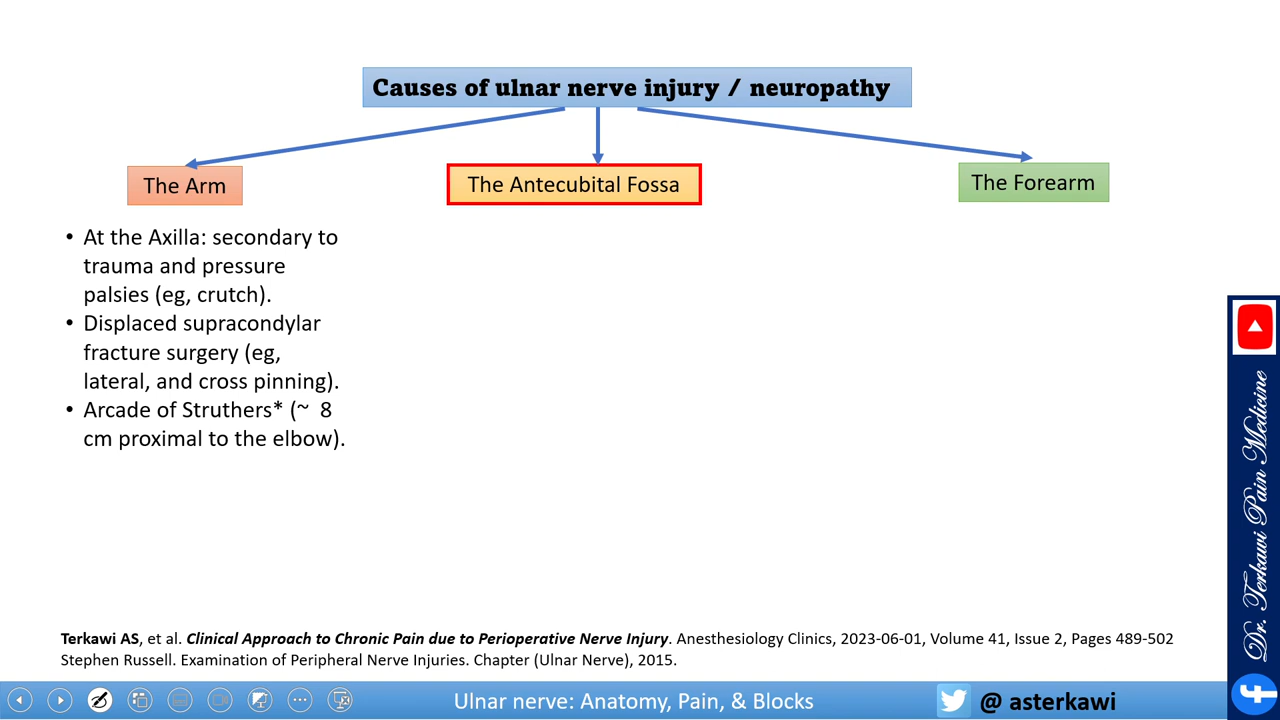 Causes of ulnar nerve injury / neuropathy
The Arm
The Antecubital Fossa
The Forearm
• At the Axilla: secondary to
trauma and pressure
palsies (eg, crutch).
• Displaced supracondylar
fracture surgery (eg,
lateral, and cross pinning).
• Arcade of Struthers* (~ 8
cm proximal to the elbow).
Dr. Terkawi Pain Medicine
Terkawi AS, et al. Clinical Approach to Chronic Pain due to Perioperative Nerve Injury. Anesthesiology Clinics, 2023-06-01, Volume 41, Issue 2, Pages 489-502
Stephen Russell. Examination of Peripheral Nerve Injuries. Chapter (Ulnar Nerve), 2015.
Ulnar nerve: Anatomy, Pain, & Blocks
@ asterkawi